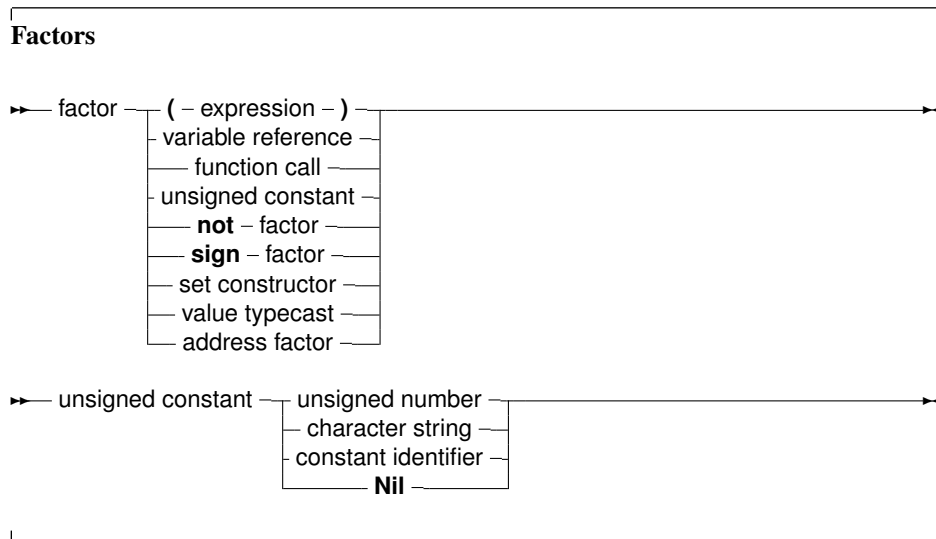 Factors
factor ( expression )
variable reference
function call
unsigned constant
not factor
sign factor
set constructor
value typecast
address factor
unsigned constant unsigned number
character string
constant identifier
Nil